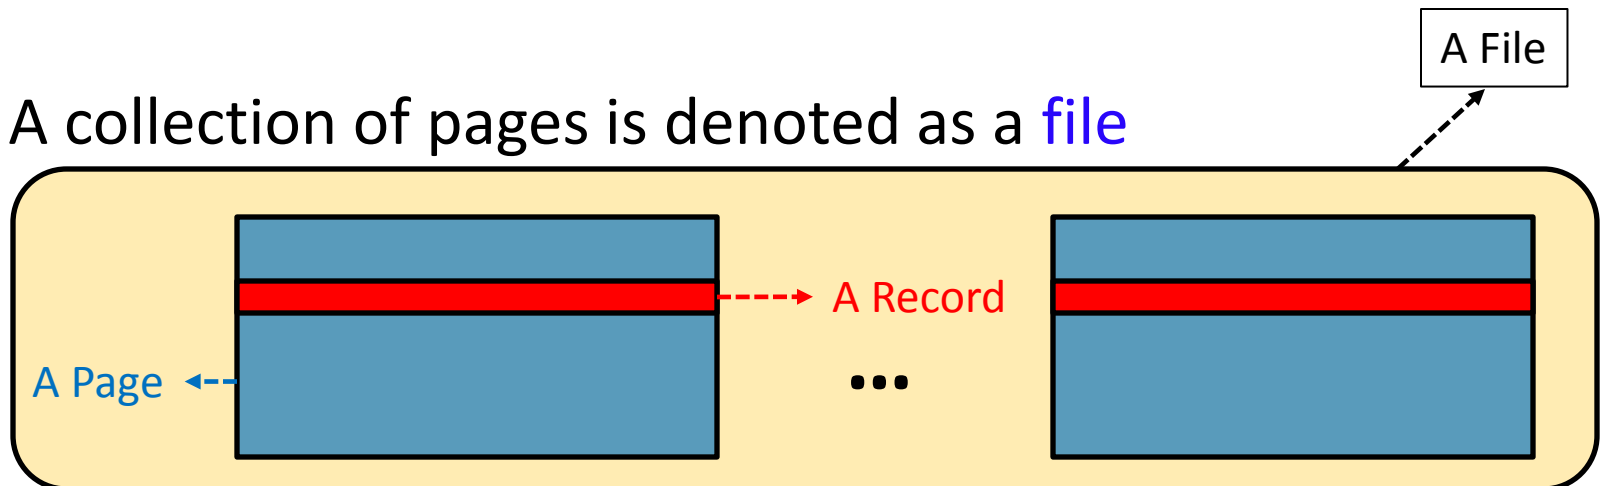 A File
A collection of pages is denoted as a file
A Record
A Page
...